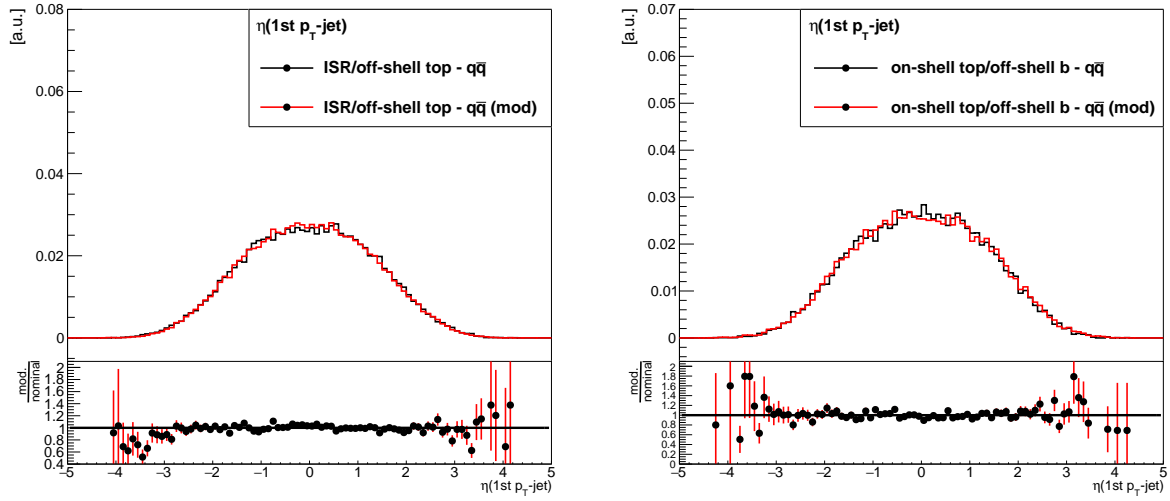 [a.u.]
0.08
0.06
0.04
0.02
0
η(1st p_T-jet)
ISR/off-shell top - qq̅
ISR/off-shell top - qq̅ (mod)
mod.
nominal
2
1.8
1.6
1.4
1.2
1
0.8
0.6
0.4
−5 −4 −3 −2 −1 0 1 2 3 4 5
η(1st p_T-jet)
[a.u.]
0.07
0.06
0.05
0.04
0.03
0.02
0.01
0
η(1st p_T-jet)
on-shell top/off-shell b - qq̅
on-shell top/off-shell b - qq̅ (mod)
mod.
nominal
2
1.8
1.6
1.4
1.2
1
0.8
0.6
0.4
0.2
0
−5 −4 −3 −2 −1 0 1 2 3 4 5
η(1st p_T-jet)